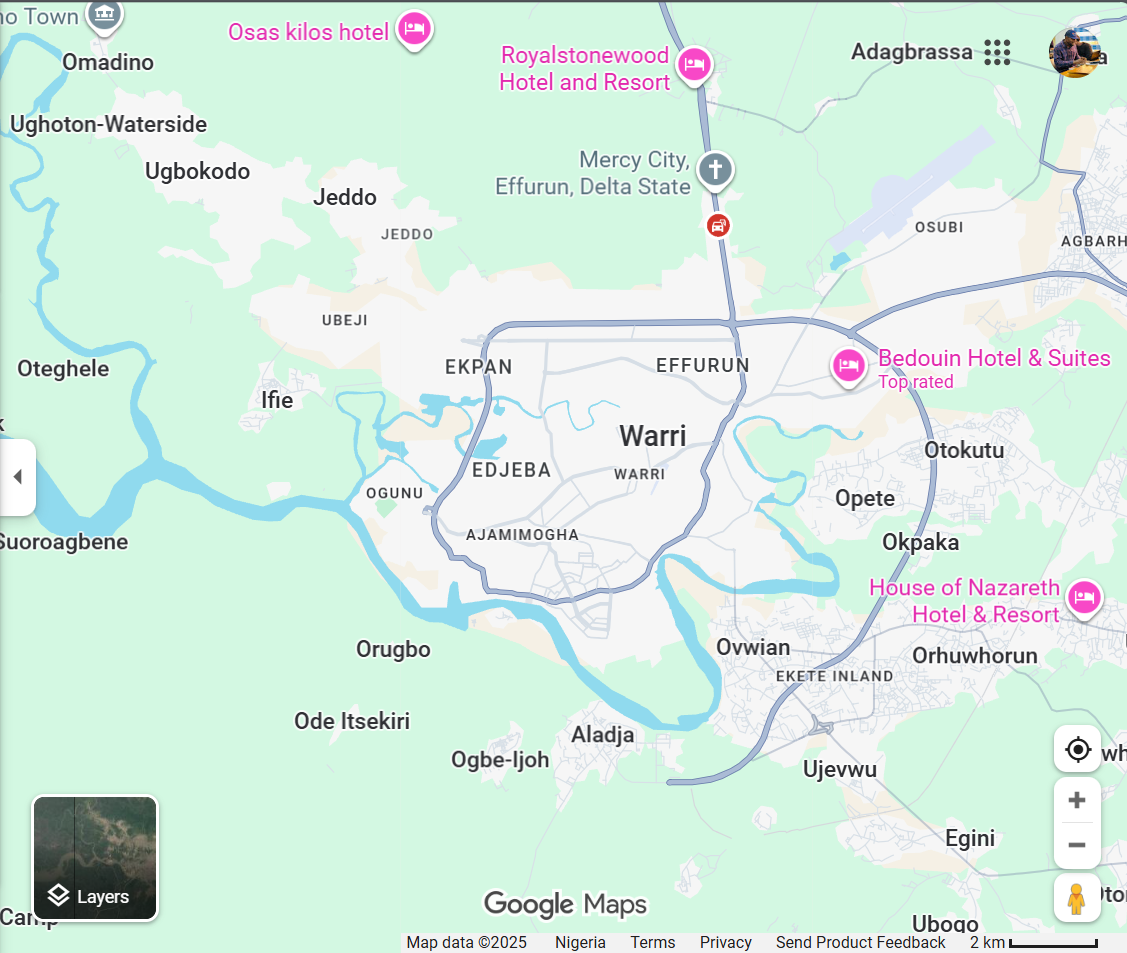 Town
Omadino
Osas kilos hotel
Royalstonewood
Hotel and Resort
Adagbrassa
Ughoton-Waterside
Ugbokodo
Mercy City,
Effurun, Delta State
Jeddo
JEDDO
OSUBI
AGBARH
UBEJI
Oteghele
EKPAN
EFFURUN
Bedouin Hotel & Suites
Top rated
Ifie
Warri
Otokutu
EDJEBA
WARRI
OGUNU
Opete
AJAMIMOGHA
Suoroagbene
Okpaka
House of Nazareth
Hotel & Resort
Orugbo
Ovwian
Orhuwhorun
EKETE INLAND
Ode Itsekiri
Aladja
Ogbe-Ijoh
Ujevwu
Egini
Layers
Google Maps
Camp
Ubogo
Map data ©2025 Nigeria Terms Privacy Send Product Feedback 2 km